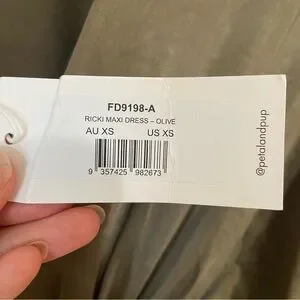 FD9198-A
RICKI MAXI DRESS – OLIVE
AU XS US XS
9 357425 982673
@petalandpup